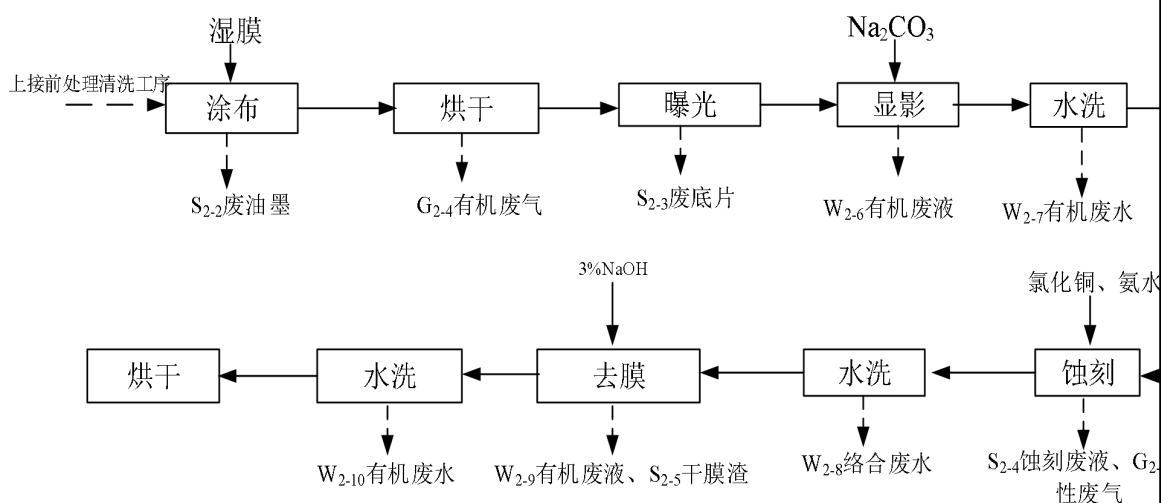 湿膜
Na₂CO₃
上接前处理清洗工序
涂布
烘干
曝光
显影
水洗
S₂₋₂废油墨
G₂₋₄有机废气
S₂₋₃废底片
W₂₋₆有机废液
W₂₋₇有机废水
3%NaOH
氯化铜、氨水
烘干
水洗
去膜
水洗
蚀刻
W₂₋₁₀有机废水
W₂₋₉有机废液、S₂₋₅干膜渣
W₂₋₈络合废水
S₂₋₄蚀刻废液、G₂₋
性废气